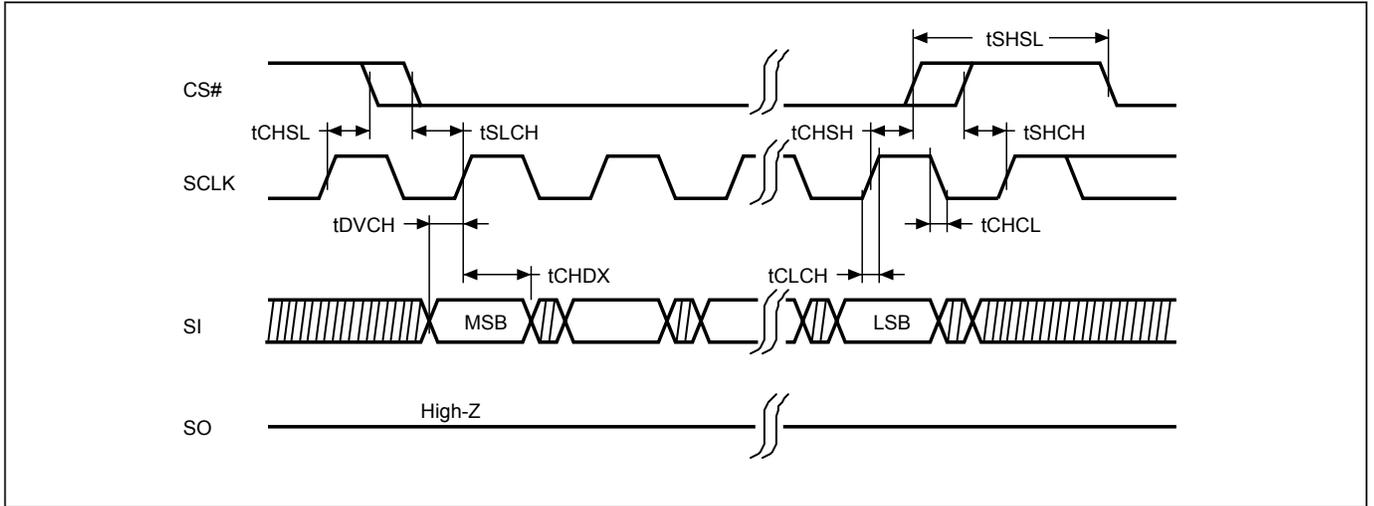 tSHSL
CS#
tCHSL
tSLCH
tCHSH
tSHCH
SCLK
tDVCH
tCHCL
tCHDX
tCLCH
SI
MSB
LSB
High-Z
SO